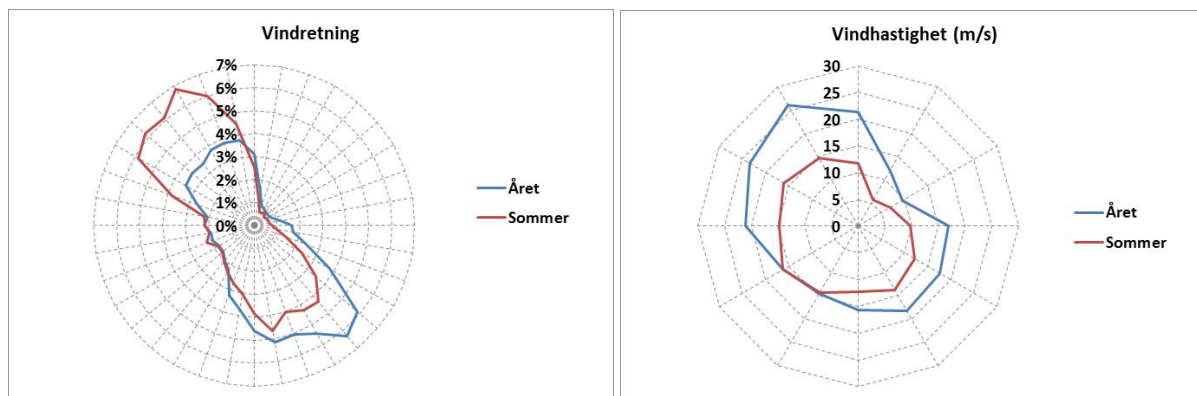 Vindretning
7%
6%
5%
4%
3%
2%
1%
0%
Året
Sommer
Vindhastighet (m/s)
30
25
20
15
10
5
0
Året
Sommer